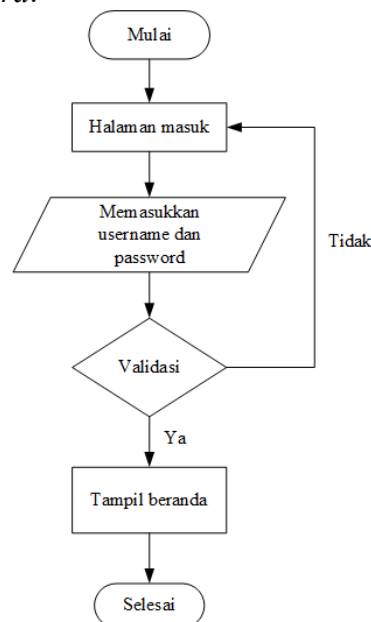 Mulai
Halaman masuk
Memasukkan
username dan
password
Tidak
Validasi
Ya
Tampil beranda
Selesai